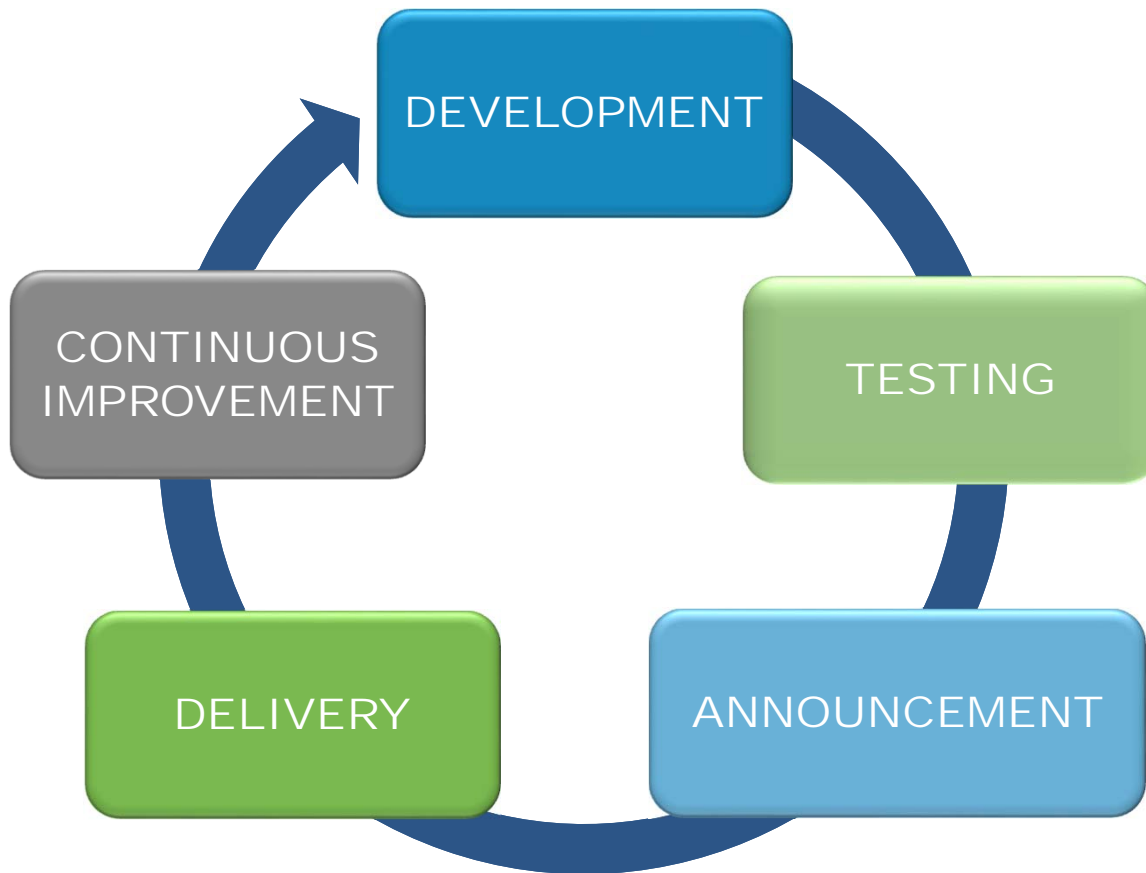 DEVELOPMENT
TESTING
ANNOUNCEMENT
DELIVERY
CONTINUOUS
IMPROVEMENT